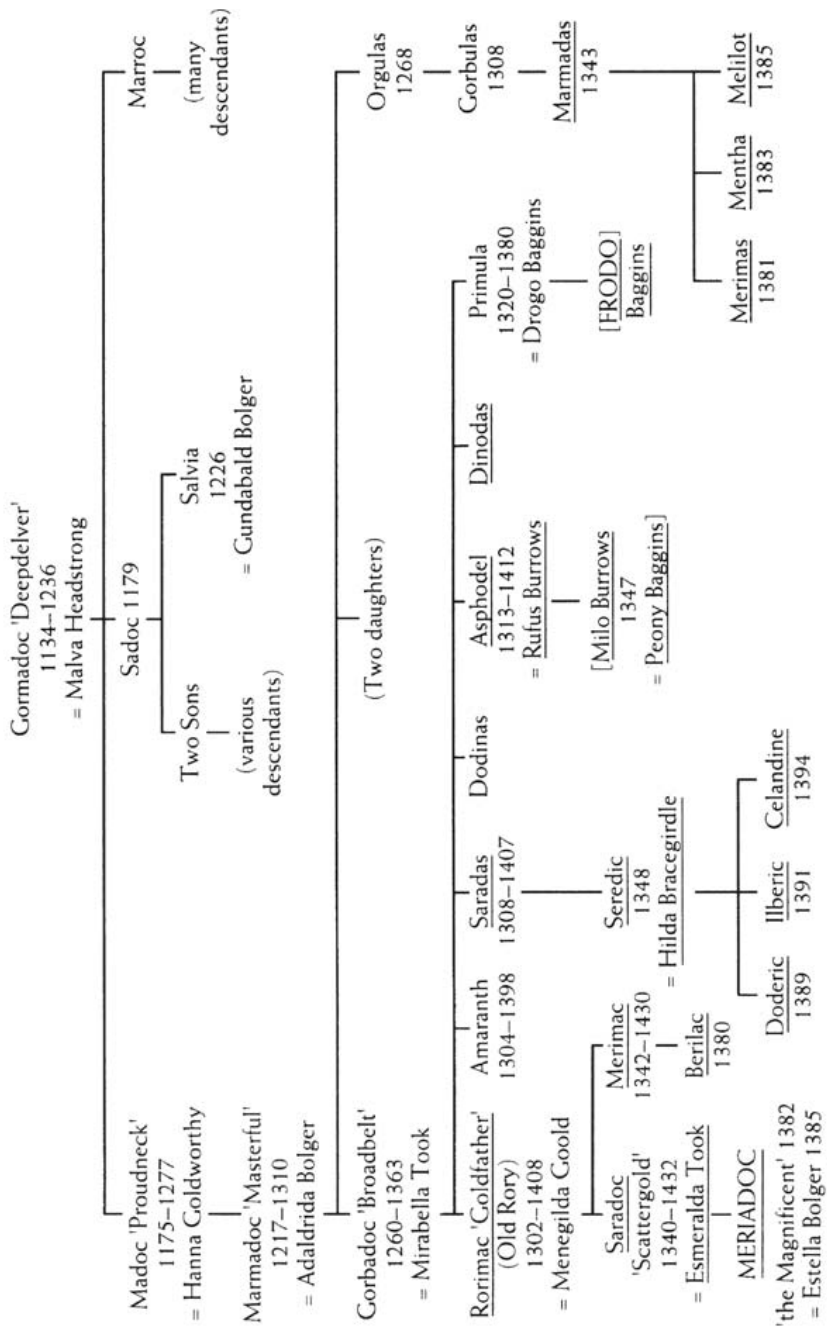 Gormadoc 'Deepdelver'
1134–1236
= Malva Headstrong
Madoc 'Proudneck'
1175–1277
= Hanna Goldworthy
Sadoc 1179
Marroc
(many
descendants)
Two Sons
(various
descendants)
Salvia
1226
= Gundabald Bolger
Marmadoc 'Masterful'
1217–1310
= Adaldrida Bolger
Gorbadoc 'Broadbelt'
1260–1363
= Mirabella Took
(Two daughters)
Orgulas
1268
Gorbulas
1308
Marmadas
1343
Rorimac 'Goldfather'
(Old Rory)
1302–1408
= Menegilda Goold
Amaranth
1304–1398
Saradas
1308–1407
Dodinas
Asphodel
1313–1412
= Rufus Burrows
Dinodas
Primula
1320–1380
= Drogo Baggins
[Milo Burrows
1347
= Peony Baggins]
[FRODO]
Baggins
Saradoc
'Scattergold'
1340–1432
= Esmeralda Took
Merimac
1342–1430
Seredic
1348
= Hilda Bracegirdle
MERIADOC
'the Magnificent' 1382
= Estella Bolger 1385
Berilac
1380
Doderic
1389
Ilberic
1391
Celandine
1394
Merimas
1381
Mentha
1383
Melilot
1385